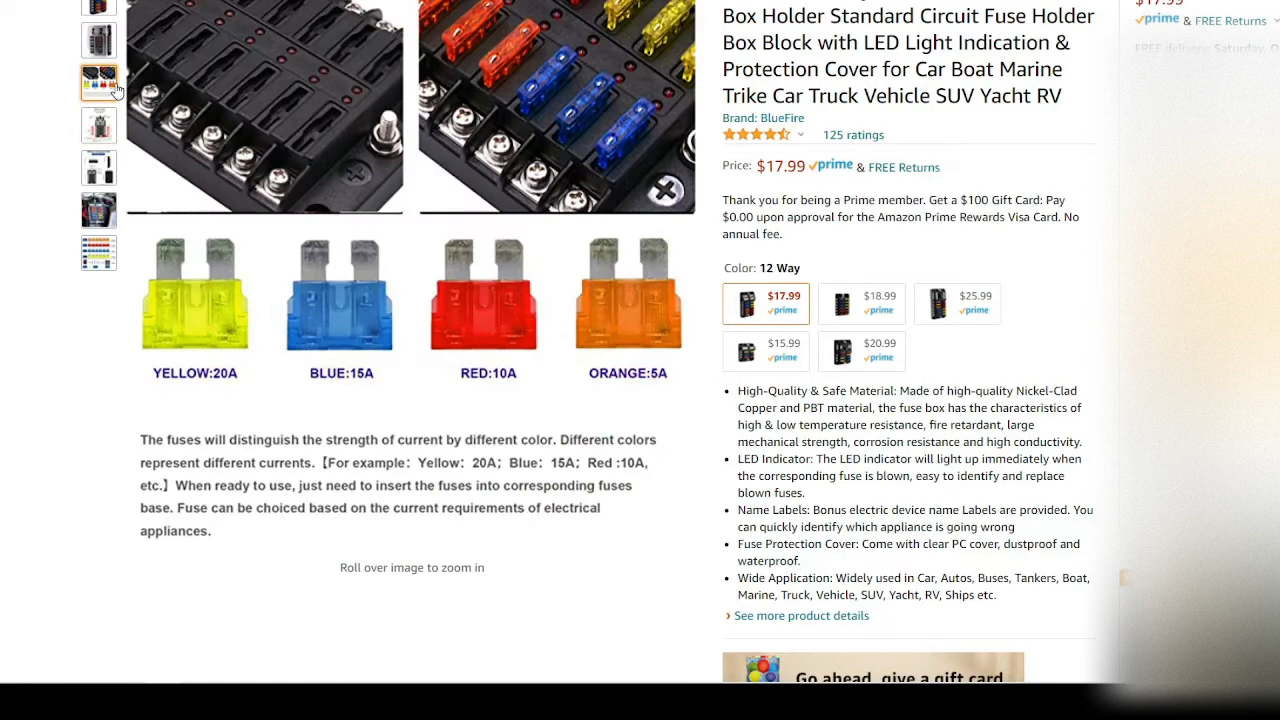 Box Holder Standard Circuit Fuse Holder
Box Block with LED Light Indication &
Protection Cover for Car Boat Marine
Trike Car Truck Vehicle SUV Yacht RV
Brand: BlueFire
125 ratings
Price: $17.99 prime & FREE Returns
Thank you for being a Prime member. Get a $100 Gift Card: Pay
$0.00 upon approval for the Amazon Prime Rewards Visa Card. No
annual fee.
Color: 12 Way
$17.99 prime
$18.99 prime
$25.99 prime
$15.99 prime
$20.99 prime
• High-Quality & Safe Material: Made of high-quality Nickel-Clad
Copper and PBT material, the fuse box has the characteristics of
high & low temperature resistance, fire retardant, large
mechanical strength, corrosion resistance and high conductivity.
• LED Indicator: The LED indicator will light up immediately when
the corresponding fuse is blown, easy to identify and replace
blown fuses.
• Name Labels: Bonus electric device name Labels are provided. You
can quickly identify which appliance is going wrong
• Fuse Protection Cover: Come with clear PC cover, dustproof and
waterproof.
• Wide Application: Widely used in Car, Autos, Buses, Tankers, Boat,
Marine, Truck, Vehicle, SUV, Yacht, RV, Ships etc.
› See more product details
Go ahead, give a gift card
YELLOW:20A
BLUE:15A
RED:10A
ORANGE:5A
The fuses will distinguish the strength of current by different color. Different colors
represent different currents.【For example: Yellow: 20A; Blue: 15A; Red :10A,
etc.】When ready to use, just need to insert the fuses into corresponding fuses
base. Fuse can be choiced based on the current requirements of electrical
appliances.
Roll over image to zoom in
$17.99
prime & FREE Returns
FREE delivery: Saturday, O